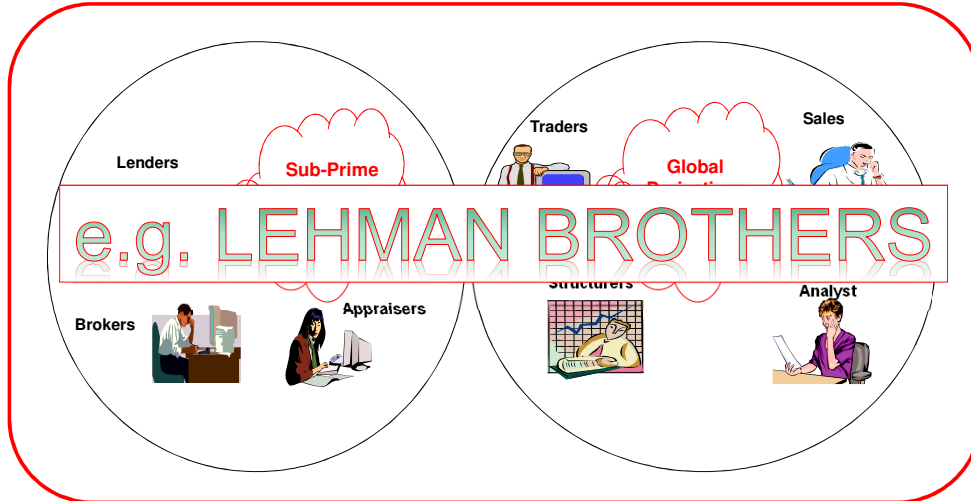 Traders
Sales
Lenders
Sub-Prime
Global
e.g. LEHMAN BROTHERS
Structurers
Analyst
Brokers
Appraisers